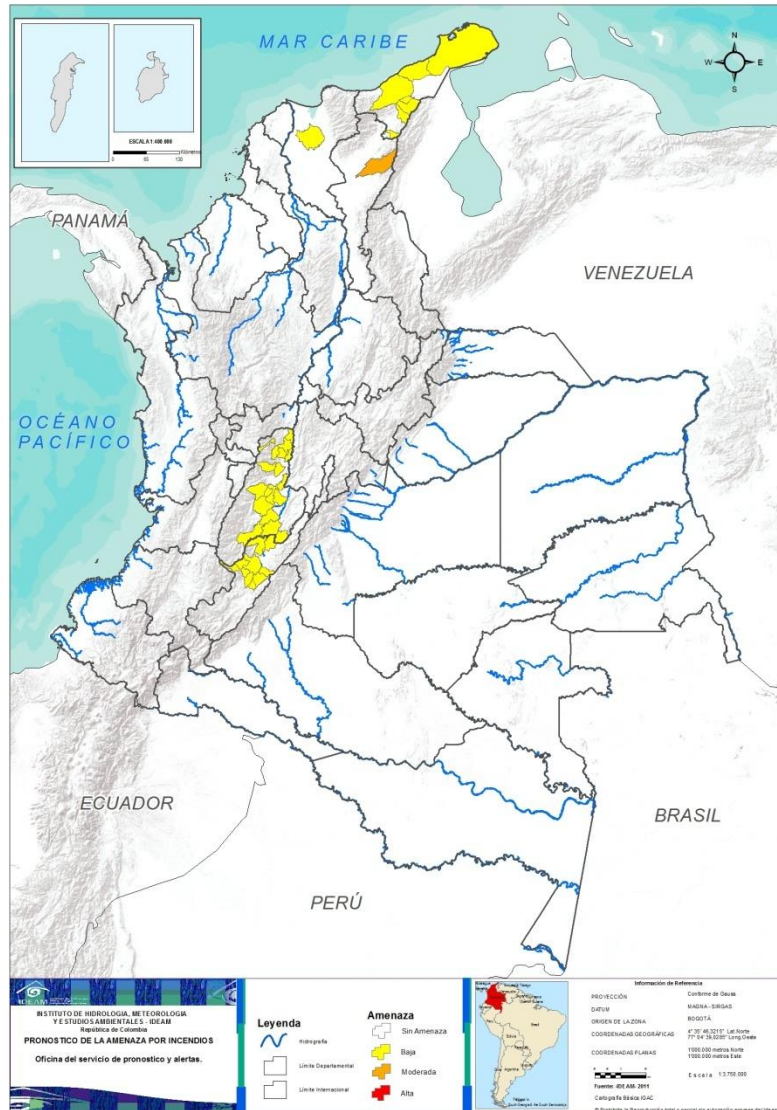 MAR CARIBE
N
W
E
S
ESCALA 1:400.000
PANAMÁ
VENEZUELA
OCÉANO
PACÍFICO
ECUADOR
BRASIL
PERÚ
IDEAM
INSTITUTO DE HIDROLOGIA, METEOROLOGIA
Y ESTUDIOS AMBIENTALES - IDEAM
República de Colombia
PRONOSTICO DE LA AMENAZA POR INCENDIOS
Oficina del servicio de pronostico y alertas.
Leyenda
Hidrografía
Límite Departamental
Límite Internacional
Amenaza
Sin Amenaza
Baja
Moderada
Alta
Información de Referencia
PROYECCIÓN Conforme de Gauss
DATUM MAGNA-SIRGAS
ORIGEN DE LA ZONA BOGOTÁ
COORDENADAS GEOGRÁFICAS
COORDENADAS PLANAS 1'000.000 metros Norte
1'000.000 metros Este
Escala 1:3.750.000
Fuente: IDEAM- 2011
Cartografía Básica IGAC